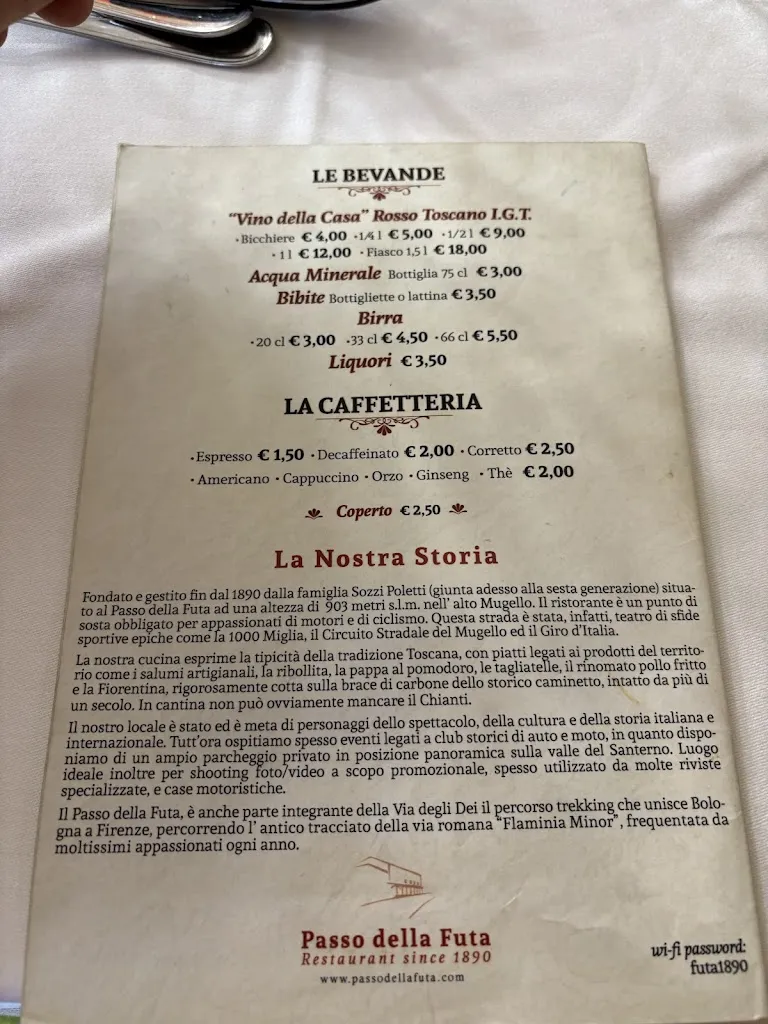 LE BEVANDE
"Vino della Casa" Rosso Toscano I.G.T.
• Bicchiere € 4,00 • 1/4 l € 5,00 • 1/2 l € 9,00
• 1 l € 12,00 • Fiasco 1,5 l € 18,00
Acqua Minerale Bottiglia 75 cl € 3,00
Bibite Bottigliette o lattina € 3,50
Birra
• 20 cl € 3,00 • 33 cl € 4,50 • 66 cl € 5,50
Liquori € 3,50
LA CAFFETTERIA
• Espresso € 1,50 • Decaffeinato € 2,00 • Corretto € 2,50
• Americano • Cappuccino • Orzo • Ginseng • Thè € 2,00
Coperto € 2,50
La Nostra Storia
Fondato e gestito fin dal 1890 dalla famiglia Sozzi Poletti (giunta adesso alla sesta generazione) situa-
to al Passo della Futa ad una altezza di 903 metri s.l.m. nell' alto Mugello. Il ristorante è un punto di
sosta obbligato per appassionati di motori e di ciclismo. Questa strada è stata, infatti, teatro di sfide
sportive epiche come la 1000 Miglia, il Circuito Stradale del Mugello ed il Giro d'Italia.
La nostra cucina esprime la tipicità della tradizione Toscana, con piatti legati ai prodotti del territo-
rio come i salumi artigianali, la ribollita, la pappa al pomodoro, le tagliatelle, il rinomato pollo fritto
e la Fiorentina, rigorosamente cotta sulla brace di carbone dello storico caminetto, intatto da più di
un secolo. In cantina non può ovviamente mancare il Chianti.
Il nostro locale è stato ed è meta di personaggi dello spettacolo, della cultura e della storia italiana e
internazionale. Tutt'ora ospitiamo spesso eventi legati a club storici di auto e moto, in quanto dispo-
niamo di un ampio parcheggio privato in posizione panoramica sulla valle del Santerno. Luogo
ideale inoltre per shooting foto/video a scopo promozionale, spesso utilizzato da molte riviste
specializzate, e case motoristiche.
Il Passo della Futa, è anche parte integrante della Via degli Dei il percorso trekking che unisce Bolo-
gna a Firenze, percorrendo l' antico tracciato della via romana "Flaminia Minor", frequentata da
moltissimi appassionati ogni anno.
Passo della Futa
Restaurant since 1890
www.passodellafuta.com
wi-fi password:
futa1890